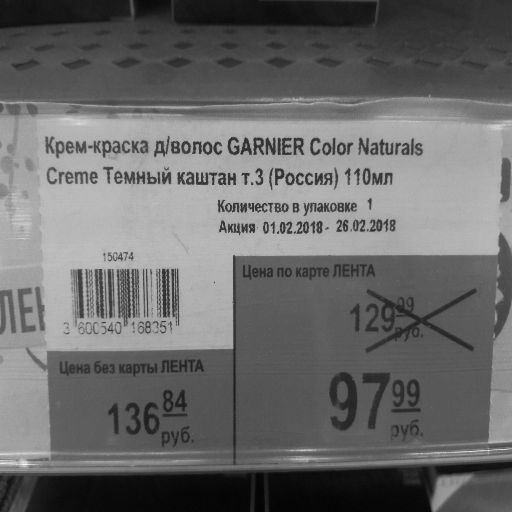 Крем-краска д/волос GARNIER Color Naturals
Creme Темный каштан т.3 (Россия) 110мл
Количество в упаковке 1
Акция 01.02.2018- 26.02.2018
150474
3 600540 168351
Цена по карте ЛЕНТА
129 99 руб.
97 99 руб.
Цена без карты ЛЕНТА
136 84 руб.
ЛЕН